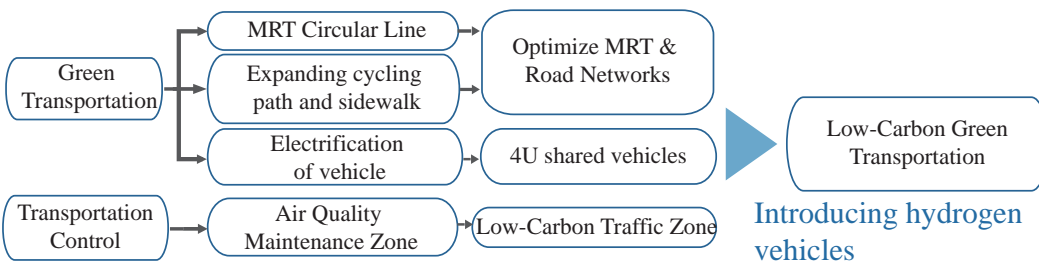 Green
Transportation
MRT Circular Line
Expanding cycling
path and sidewalk
Electrification
of vehicle
Optimize MRT &
Road Networks
4U shared vehicles
Transportation
Control
Air Quality
Maintenance Zone
Low-Carbon Traffic Zone
Low-Carbon Green
Transportation
Introducing hydrogen
vehicles